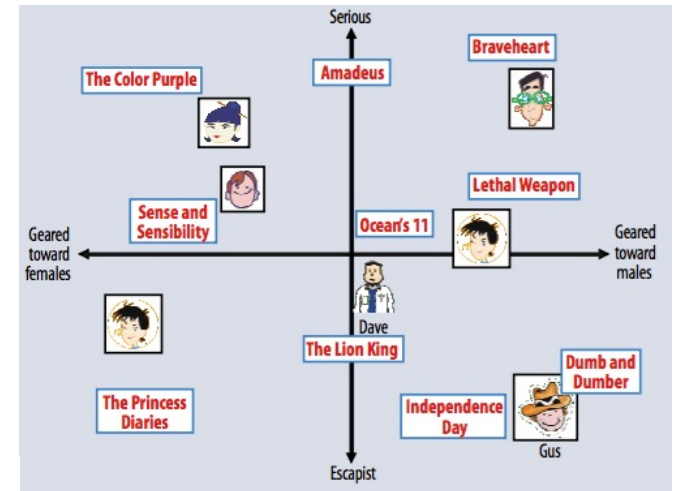 Serious
Braveheart
Amadeus
The Color Purple
Lethal Weapon
Sense and
Sensibility
Ocean's 11
Geared
toward
females
Geared
toward
males
Dave
The Lion King
Dumb and
Dumber
The Princess
Diaries
Independence
Day
Gus
Escapist